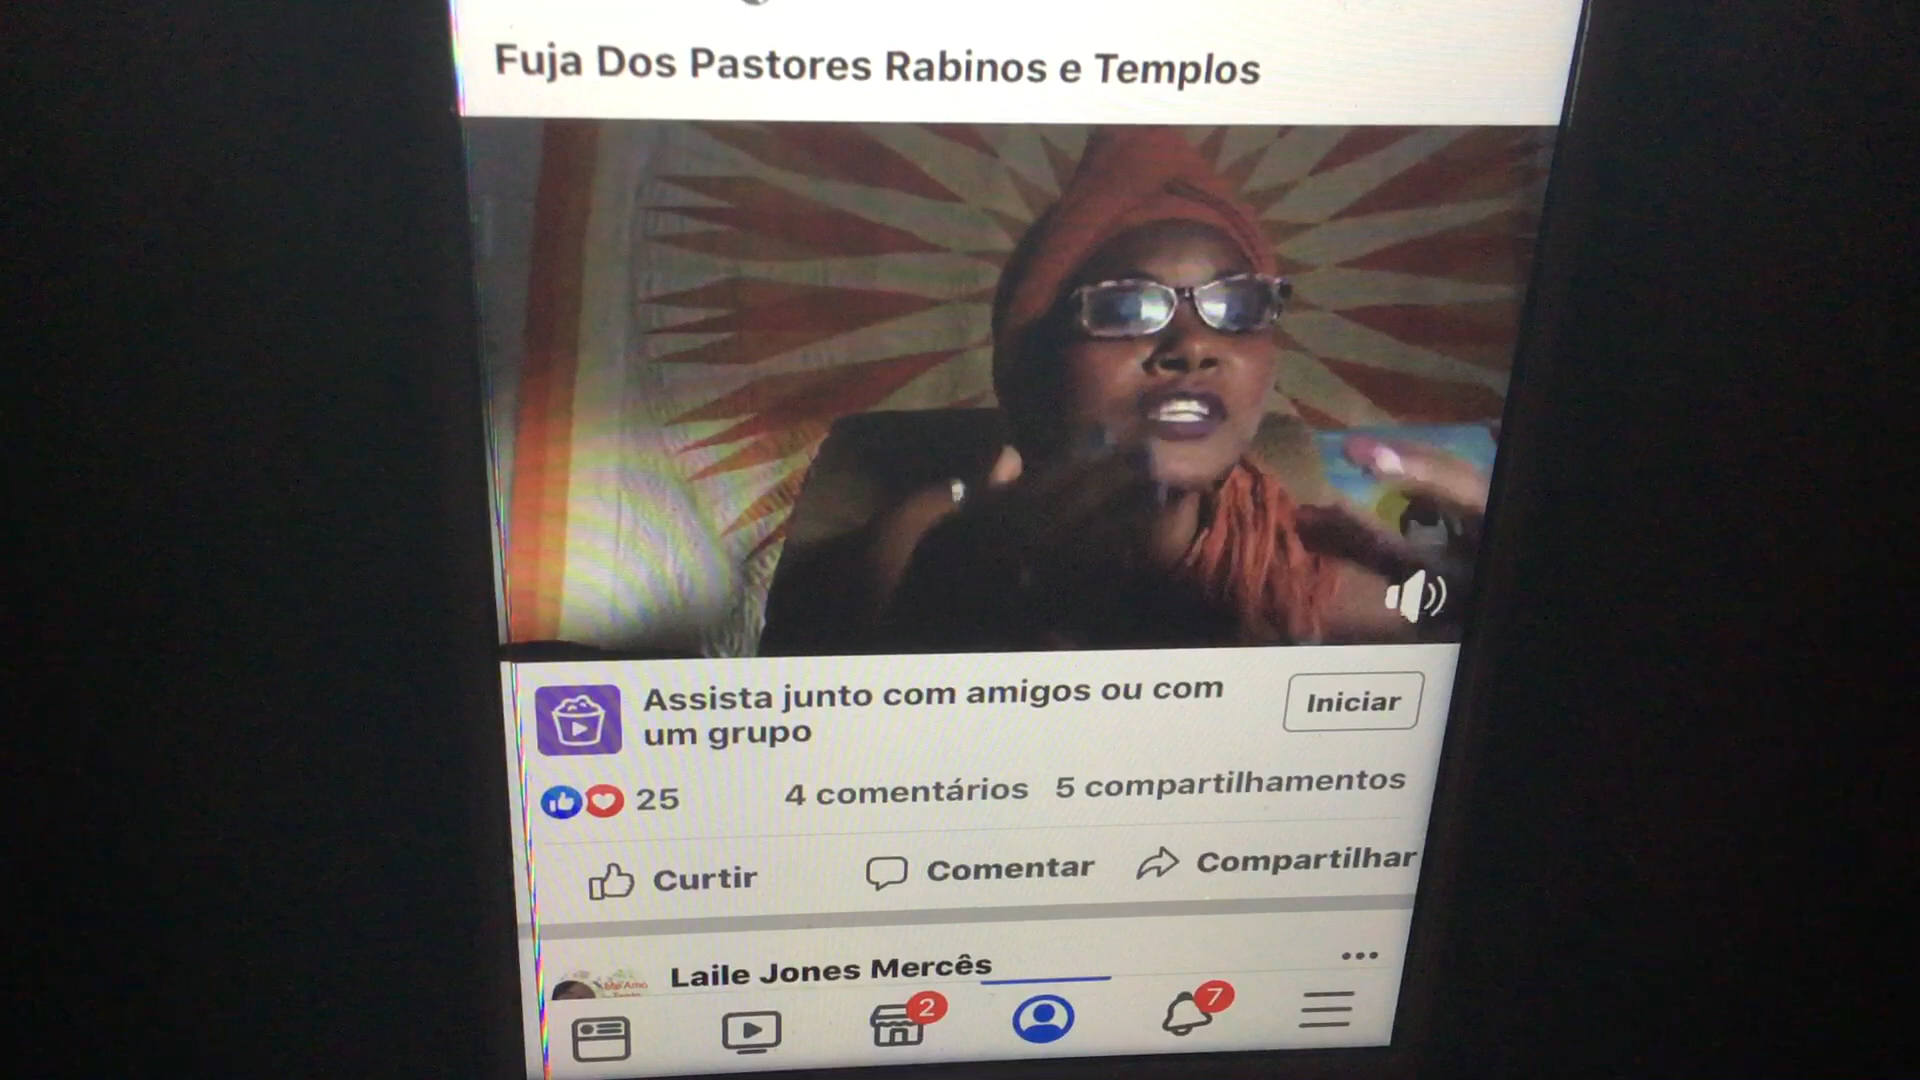 Fuja Dos Pastores Rabinos e Templos
Assista junto com amigos ou com
um grupo
Iniciar
25
4 comentários
5 compartilhamentos
Curtir
Comentar
Compartilhar
Laile Jones Mercês
2
7